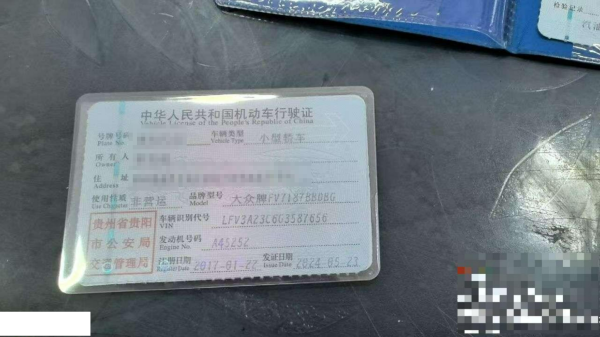 中华人民共和国机动车行驶证
Vehicle License of the People's Republic of China
号牌号码 车辆类型 小型轿车
Plate No. Vehicle Type
所有人
Owner
住址
Address
使用性质 非营运 品牌型号 大众牌FV7187BBDBG
Use Character Model
贵州省贵阳 车辆识别代号 LFV3A23C6G3587656
VIN
市公安局 发动机号码 A45252
Engine No.
交通管理局 注册日期 2017-01-22 发证日期 2024-05-23
Register Date Issue Date
检验记录